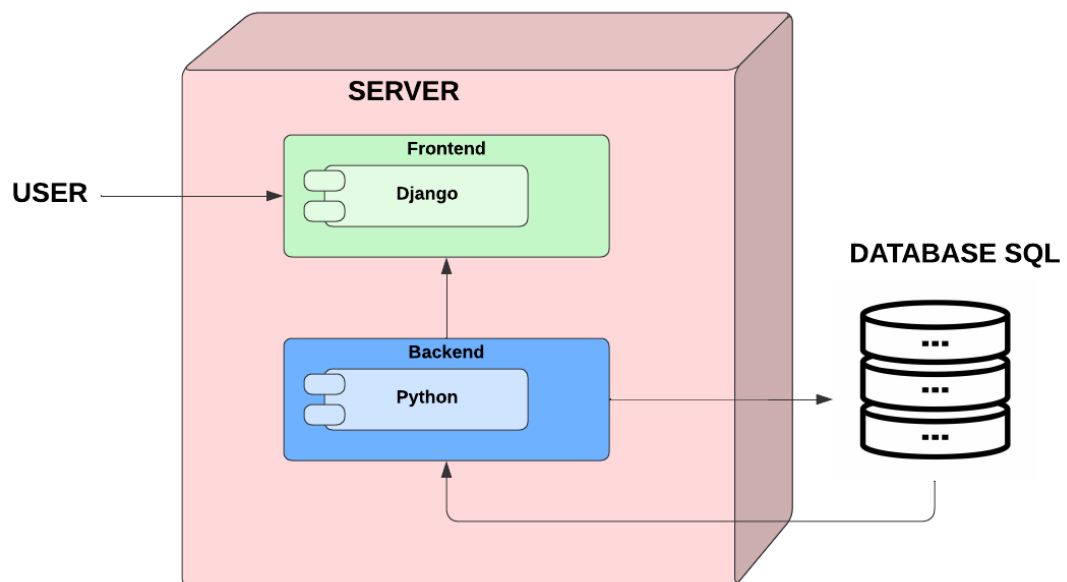 SERVER
Frontend
Django
USER
DATABASE SQL
Backend
Python